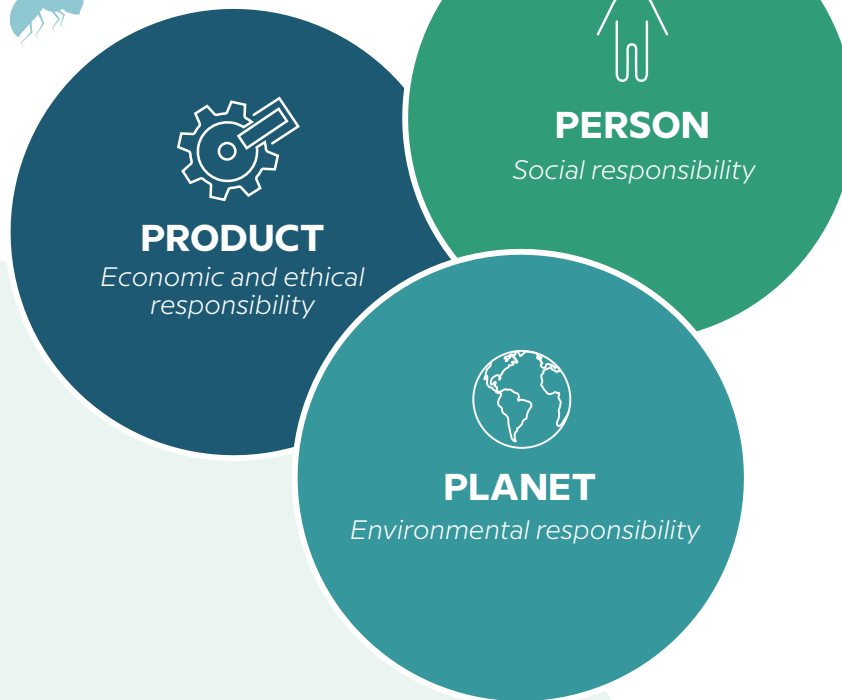 PERSON
Social responsibility
PRODUCT
Economic and ethical
responsibility
PLANET
Environmental responsibility